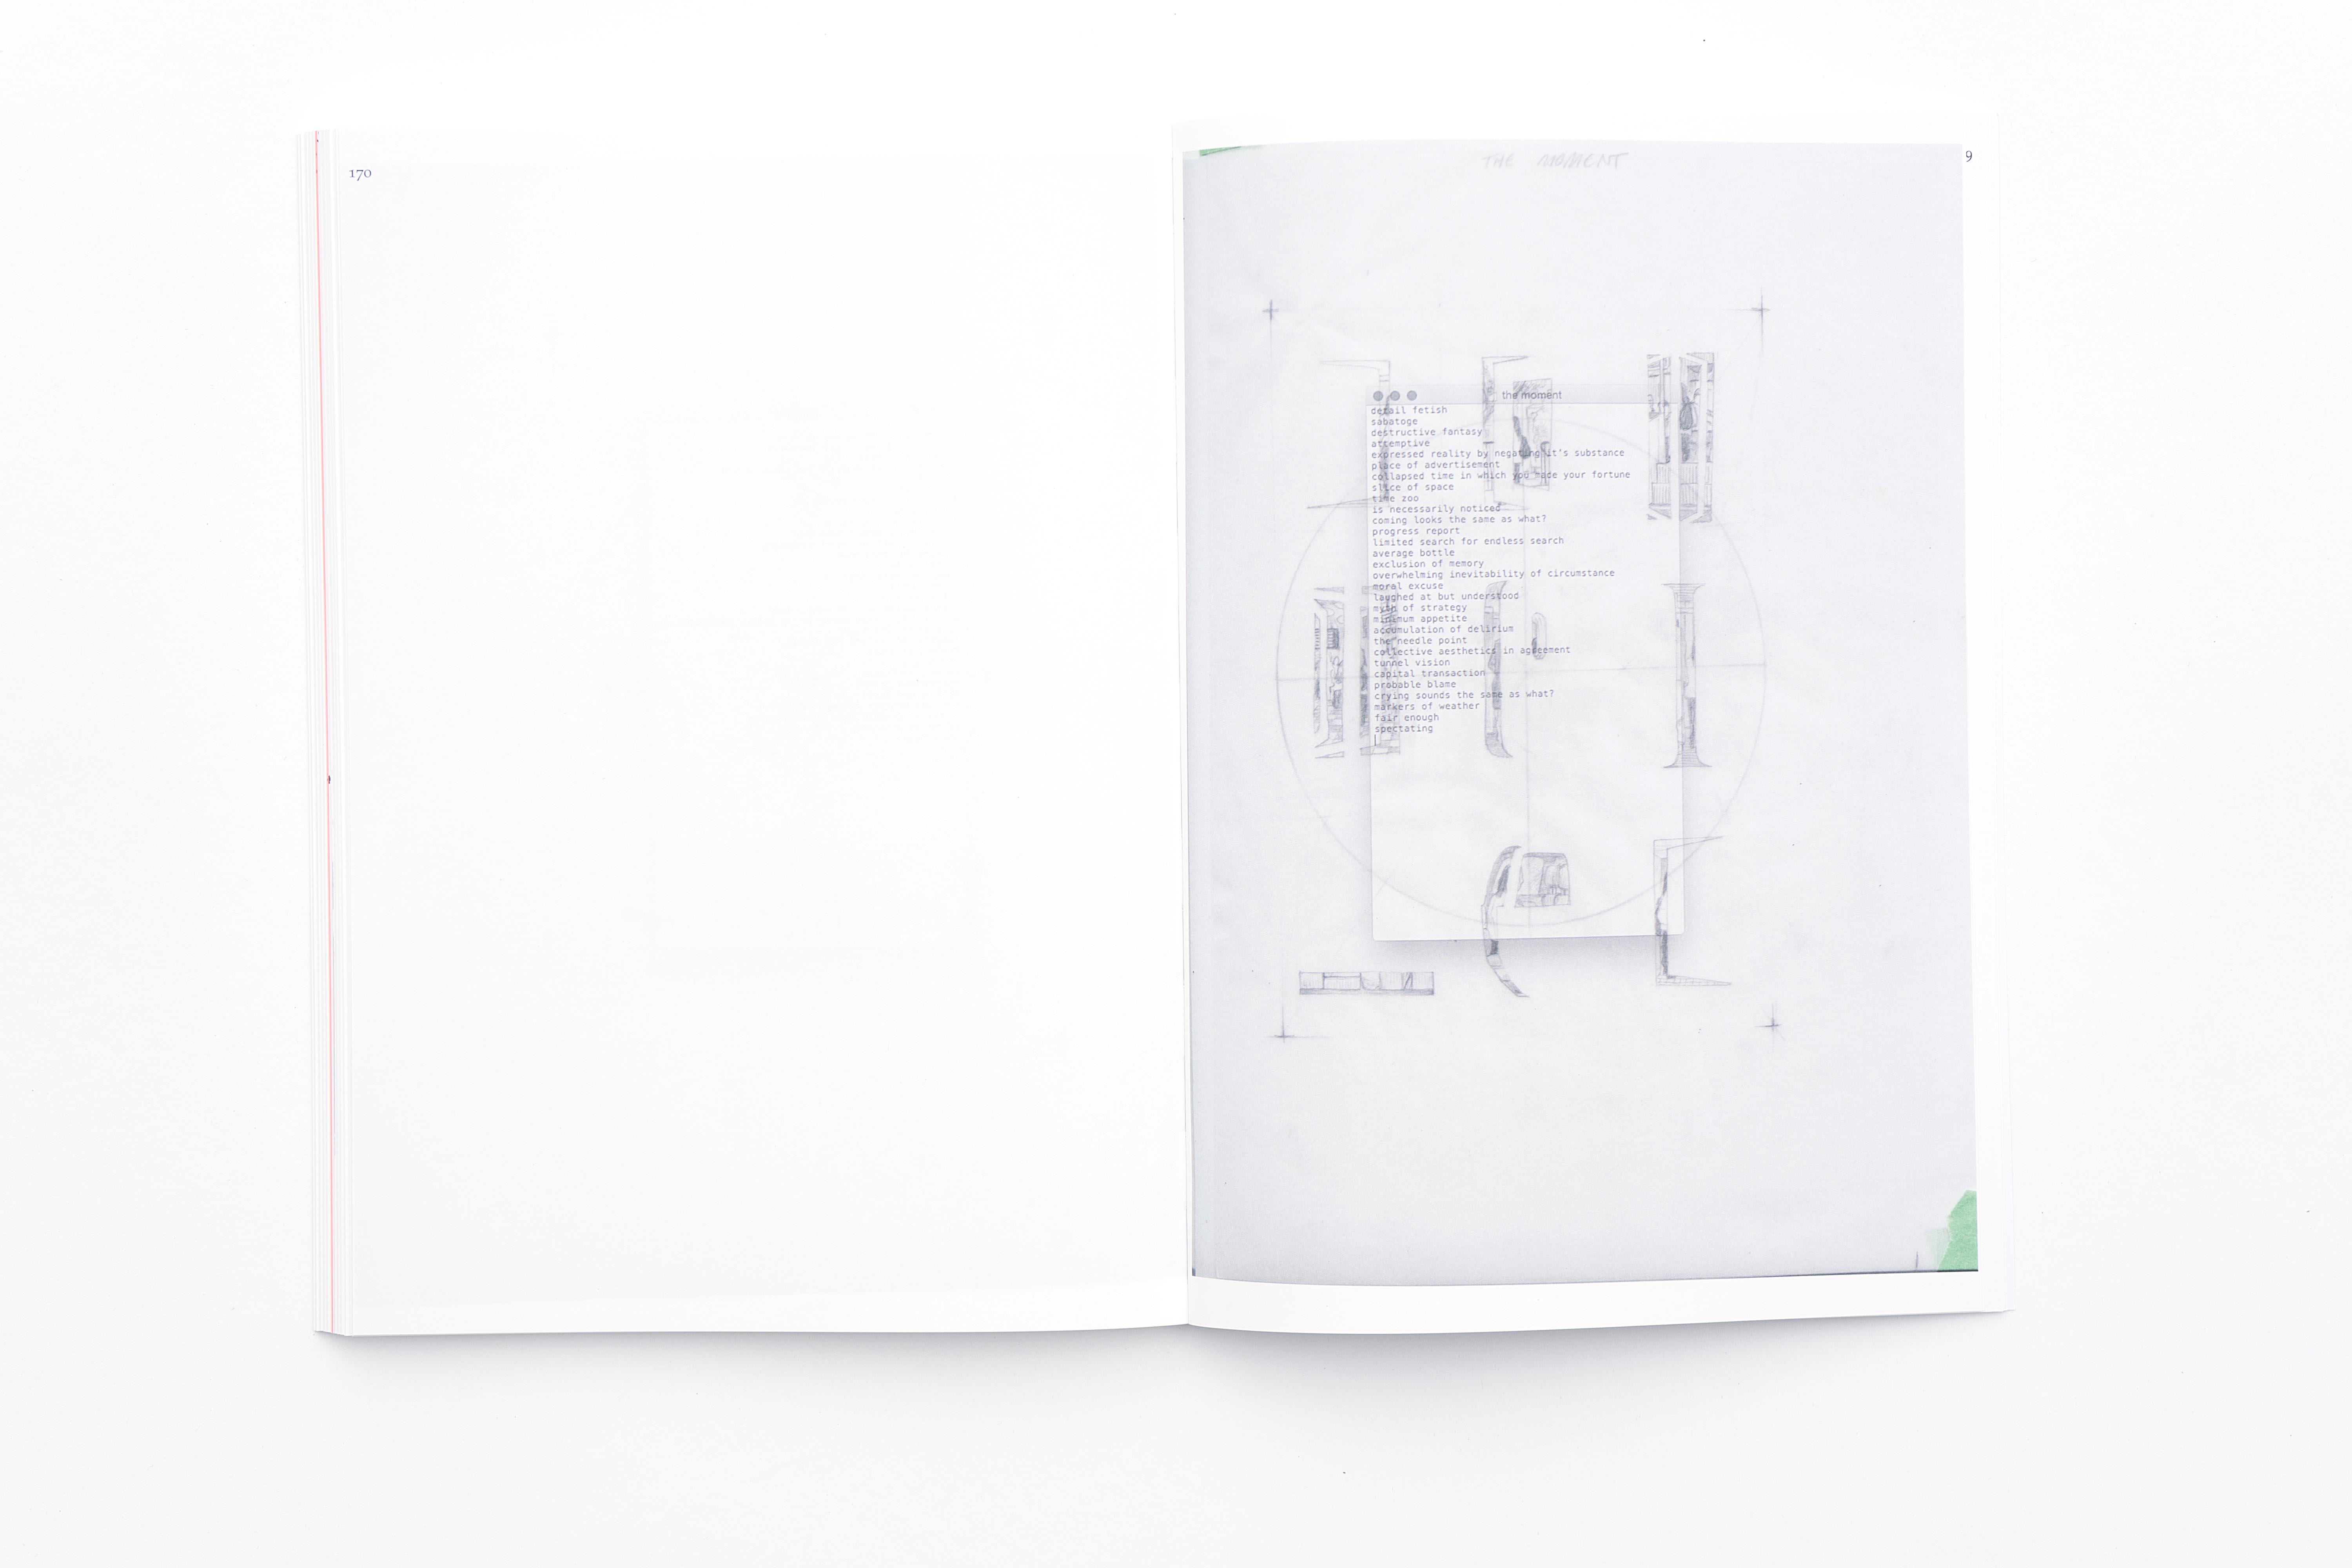 170
THE MOMENT
9
the moment
detail fetish
sabatoge
destructive fantasy
attemptive
expressed reality by negating it's substance
place of advertisement
collapsed time in which you made your fortune
slice of space
time zoo
is necessarily noticed
coming looks the same as what?
progress report
limited search for endless search
average bottle
exclusion of memory
overwhelming inevitability of circumstance
moral excuse
laughed at but understood
myth of strategy
minimum appetite
accumulation of delirium
the needle point
collective aesthetics in agreement
tunnel vision
capital transaction
probable blame
crying sounds the same as what?
markers of weather
fair enough
spectating